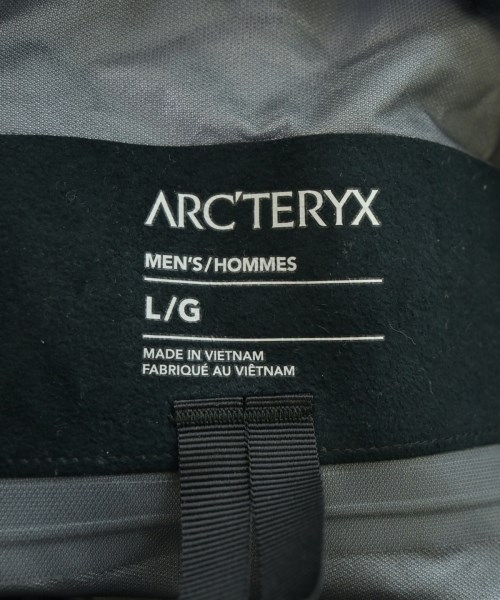 ARC'TERYX
MEN'S/HOMMES
L/G
MADE IN VIETNAM
FABRIQUÉ AU VIÊTNAM